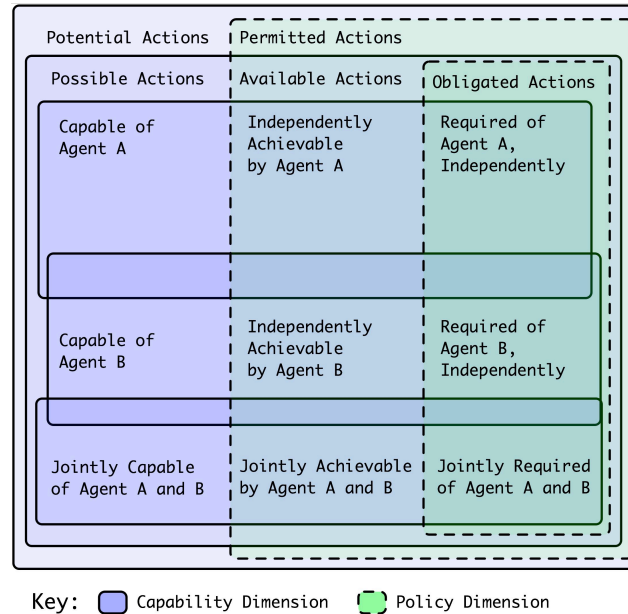 Potential Actions
Permitted Actions
Possible Actions
Available Actions
Obligated Actions
Capable of
Agent A
Independently
Achievable
by Agent A
Required of
Agent A,
Independently
Capable of
Agent B
Independently
Achievable
by Agent B
Required of
Agent B,
Independently
Jointly Capable
of Agent A and B
Jointly Achievable
by Agent A and B
Jointly Required
of Agent A and B
Key:
Capability Dimension
Policy Dimension